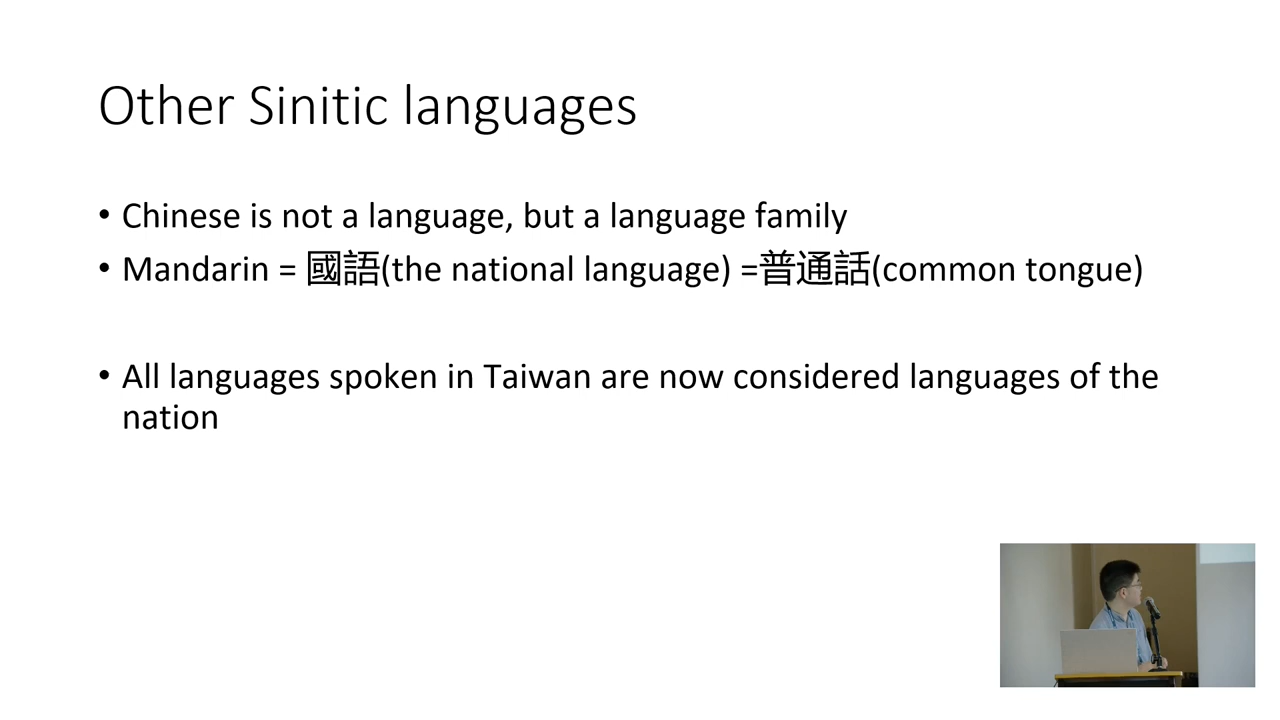 Other Sinitic languages
• Chinese is not a language, but a language family
• Mandarin = 國語(the national language) =普通話(common tongue)
• All languages spoken in Taiwan are now considered languages of the
nation